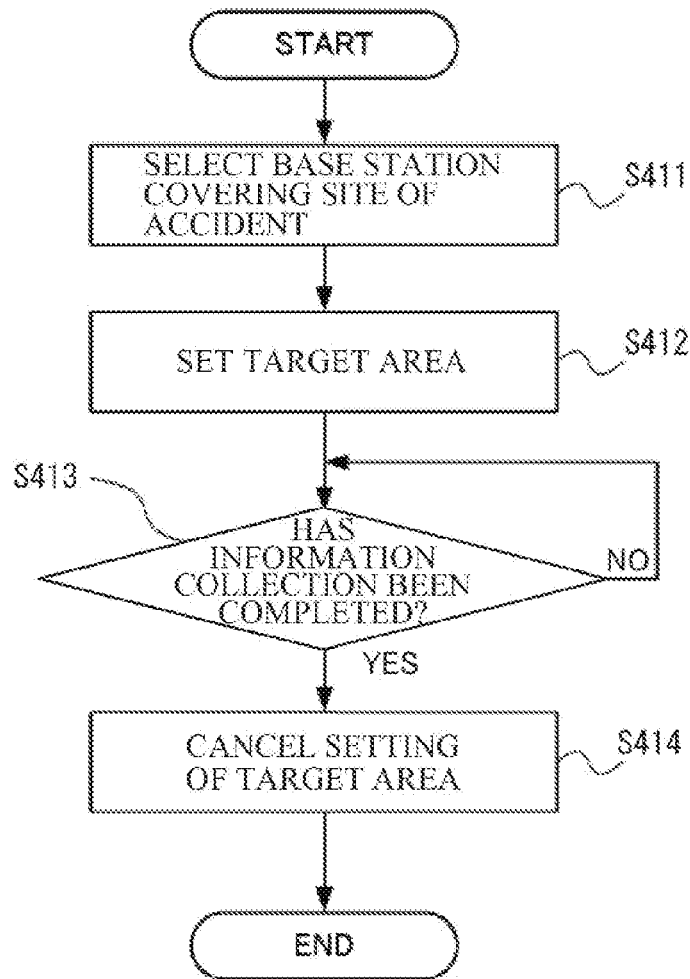 START
SELECT BASE STATION
COVERING SITE OF
ACCIDENT
S411
SET TARGET AREA
S412
S413
HAS
INFORMATION
COLLECTION BEEN
COMPLETED?
NO
YES
CANCEL SETTING
OF TARGET AREA
S414
END